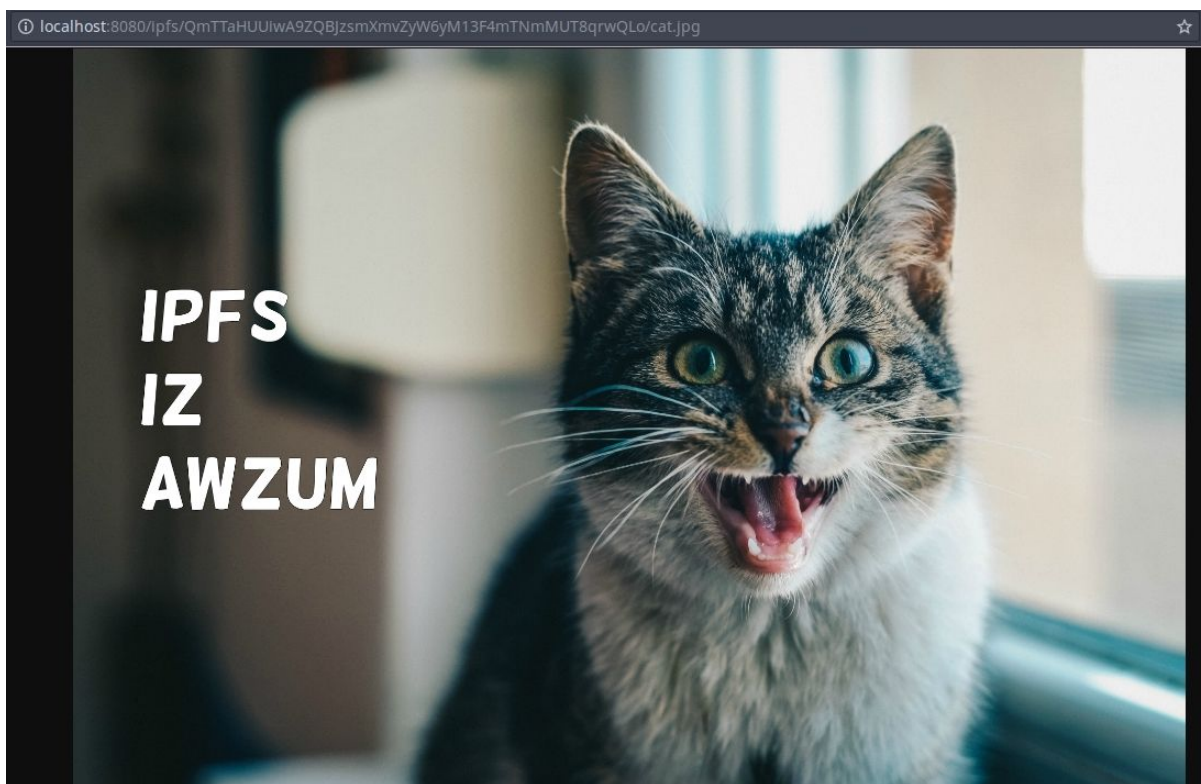 localhost:8080/ipfs/QmTTaHUUIwA9ZQBJzsmXmvZyW6yM13F4mTNmMUT8qrwQLo/cat.jpg
IPFS
IZ
AWZUM